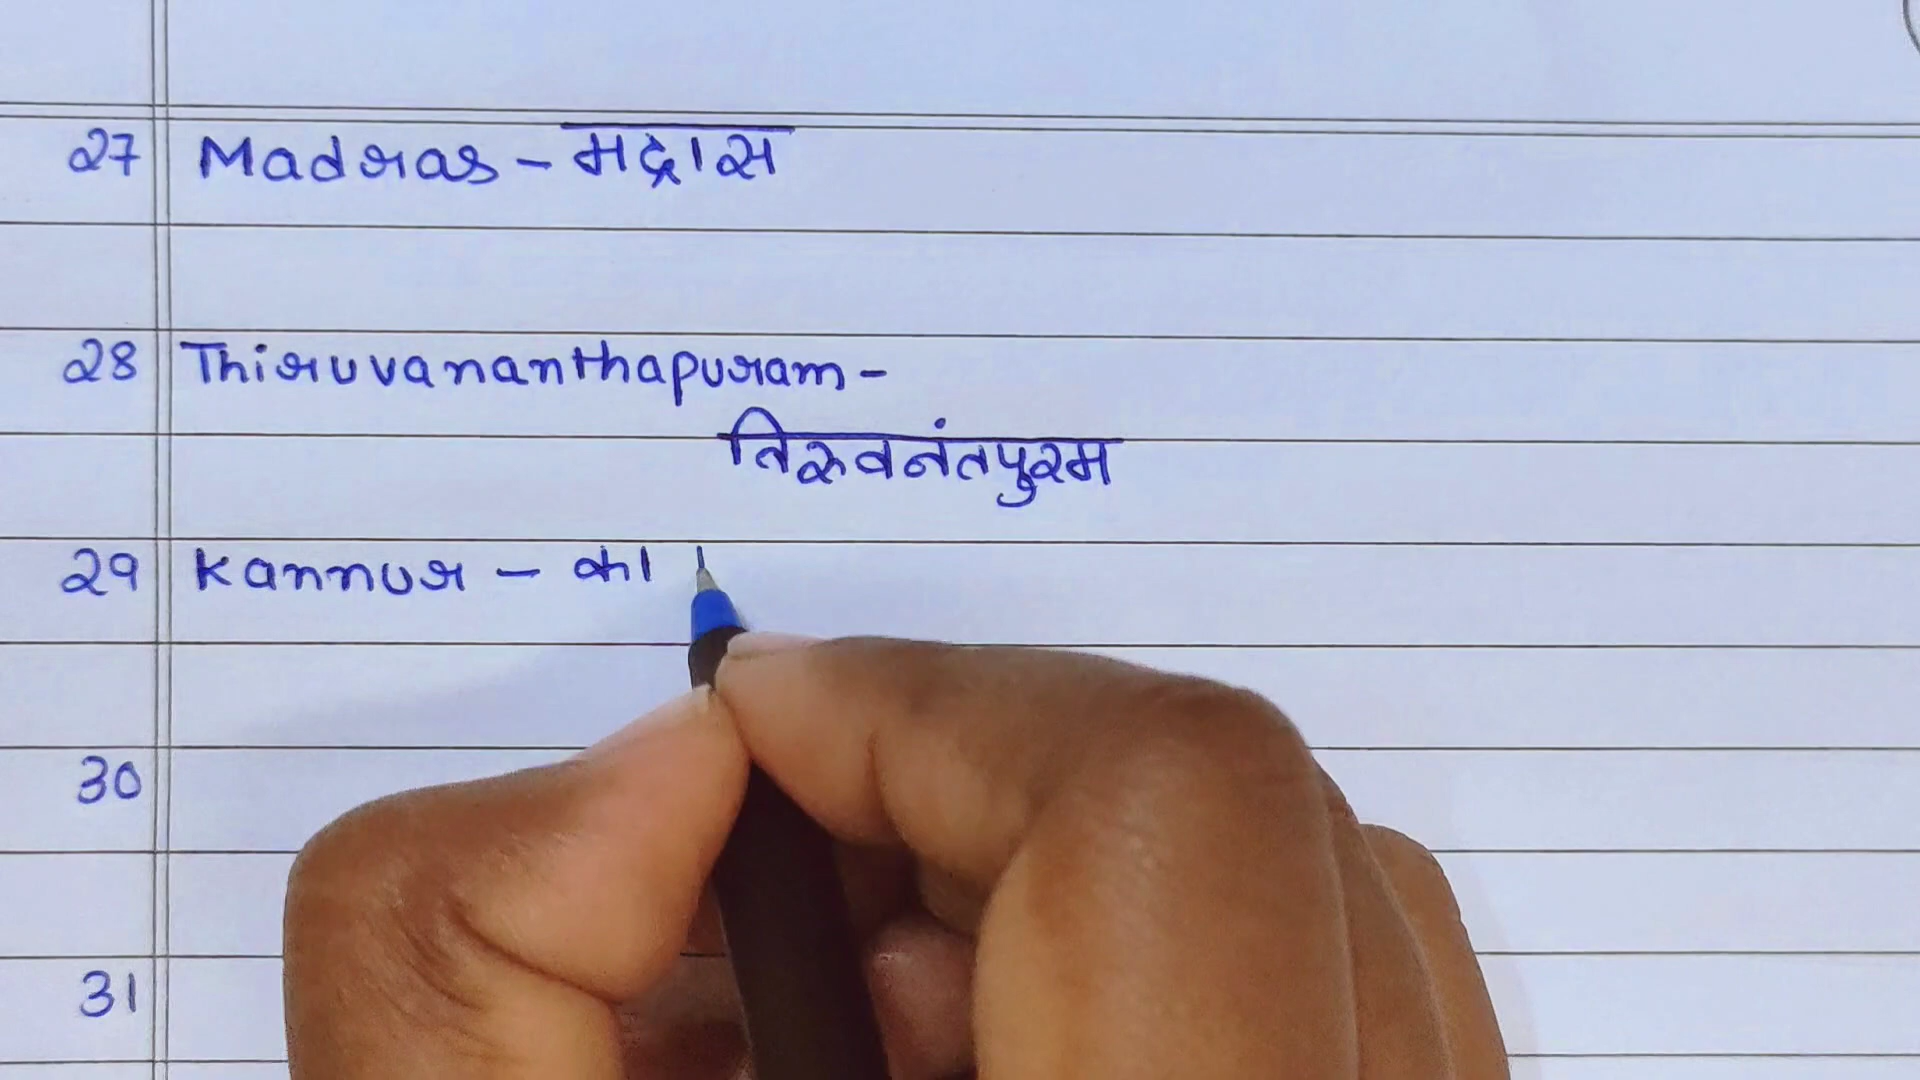 27 Madras - मद्रास
28 Thiruvananthapuram -
तिरुवनंतपुरम
29 Kannur - का
30
31